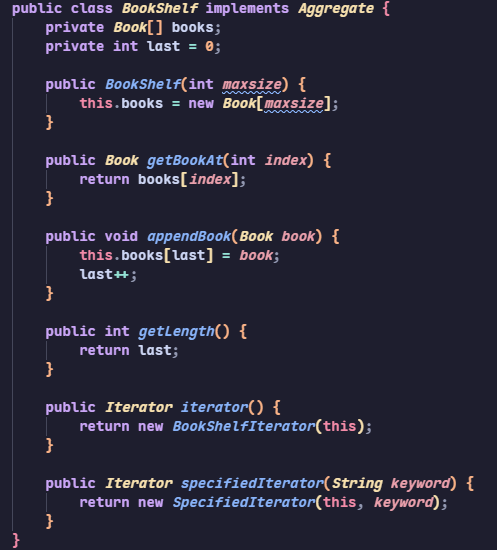 public class BookShelf implements Aggregate {
    private Book[] books;
    private int last = 0;

    public BookShelf(int maxsize) {
        this.books = new Book[maxsize];
    }

    public Book getBookAt(int index) {
        return books[index];
    }

    public void appendBook(Book book) {
        this.books[last] = book;
        last++;
    }

    public int getLength() {
        return last;
    }

    public Iterator iterator() {
        return new BookShelfIterator(this);
    }

    public Iterator specifiedIterator(String keyword) {
        return new SpecifiedIterator(this, keyword);
    }
}